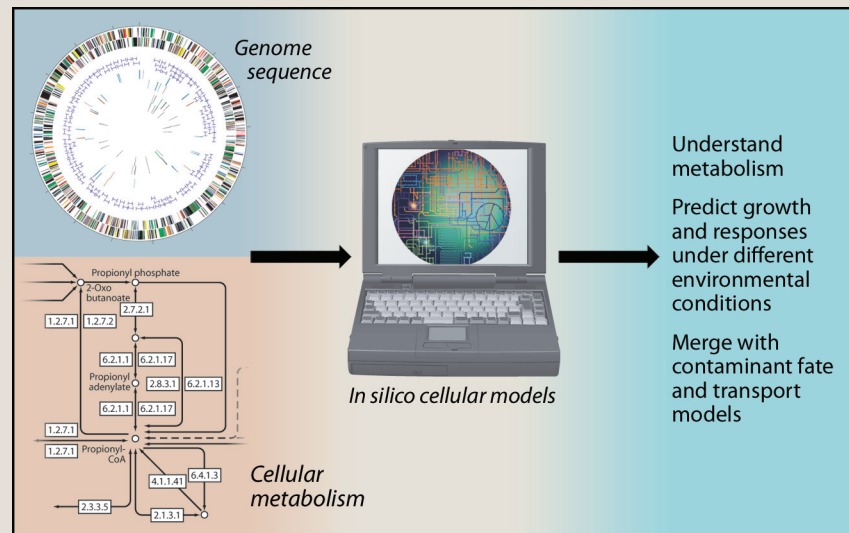 Genome
sequence
Propionyl phosphate
2-Oxo
butanoate
2.7.2.1
1.2.7.1
1.2.7.2
6.2.1.1
6.2.1.17
Propionyl
adenylate
2.8.3.1
6.2.1.13
6.2.1.1
6.2.1.17
1.2.7.1
1.2.7.1
Propionyl-
CoA
4.1.1.41
6.4.1.3
2.3.3.5
2.1.3.1
Cellular
metabolism
In silico cellular models
Understand
metabolism
Predict growth
and responses
under different
environmental
conditions
Merge with
contaminant fate
and transport
models